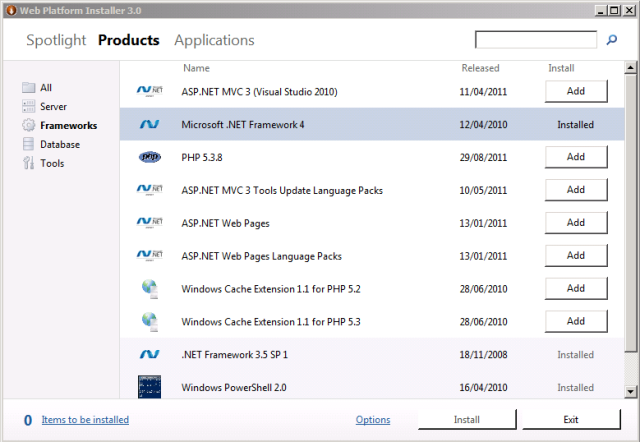 Web Platform Installer 3.0
Spotlight Products Applications
Name Released Install
All
Server
Frameworks
Database
Tools
ASP.NET MVC 3 (Visual Studio 2010) 11/04/2011 Add
Microsoft .NET Framework 4 12/04/2010 Installed
php PHP 5.3.8 29/08/2011 Add
ASP.NET MVC 3 Tools Update Language Packs 10/05/2011 Add
ASP.NET Web Pages 13/01/2011 Add
ASP.NET Web Pages Language Packs 13/01/2011 Add
Windows Cache Extension 1.1 for PHP 5.2 28/06/2010 Add
Windows Cache Extension 1.1 for PHP 5.3 28/06/2010 Add
.NET Framework 3.5 SP 1 18/11/2008 Installed
Windows PowerShell 2.0 16/04/2010 Installed
0 Items to be installed Options Install Exit